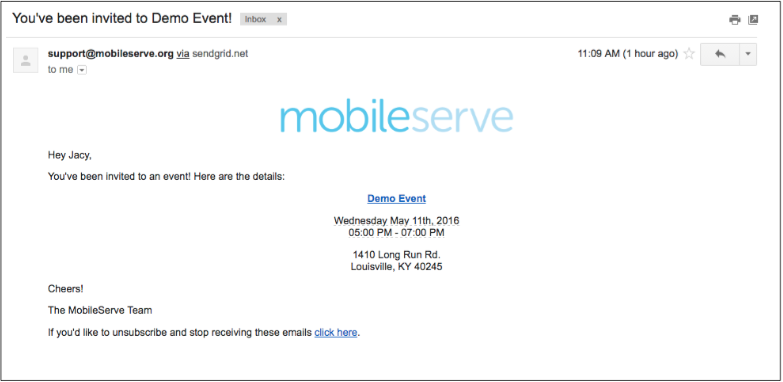 You've been invited to Demo Event! Inbox x
support@mobileserve.org via sendgrid.net 11:09 AM (1 hour ago)
to me
mobileserve
Hey Jacy,
You've been invited to an event! Here are the details:
Demo Event
Wednesday May 11th, 2016
05:00 PM - 07:00 PM
1410 Long Run Rd.
Louisville, KY 40245
Cheers!
The MobileServe Team
If you'd like to unsubscribe and stop receiving these emails click here.